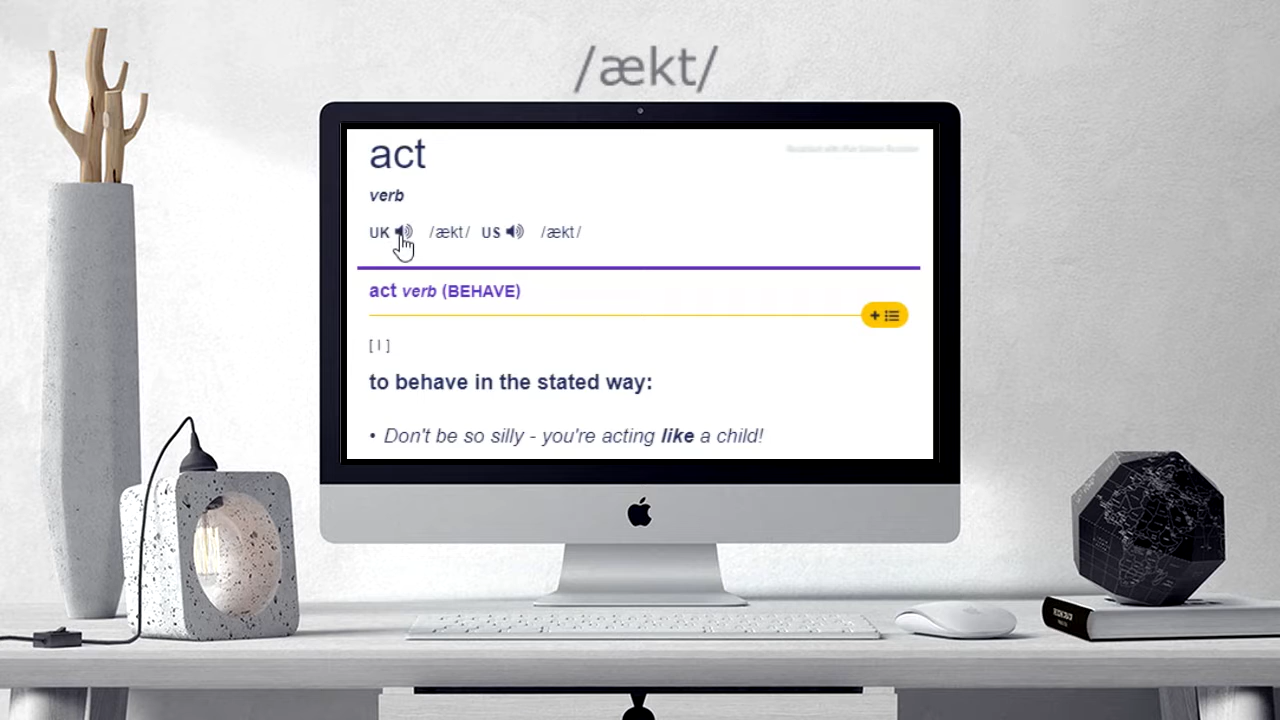 /ækt/
act
verb
UK /ækt/ US /ækt/
act verb (BEHAVE)
+
[ I ]
to behave in the stated way:
• Don't be so silly - you're acting like a child!